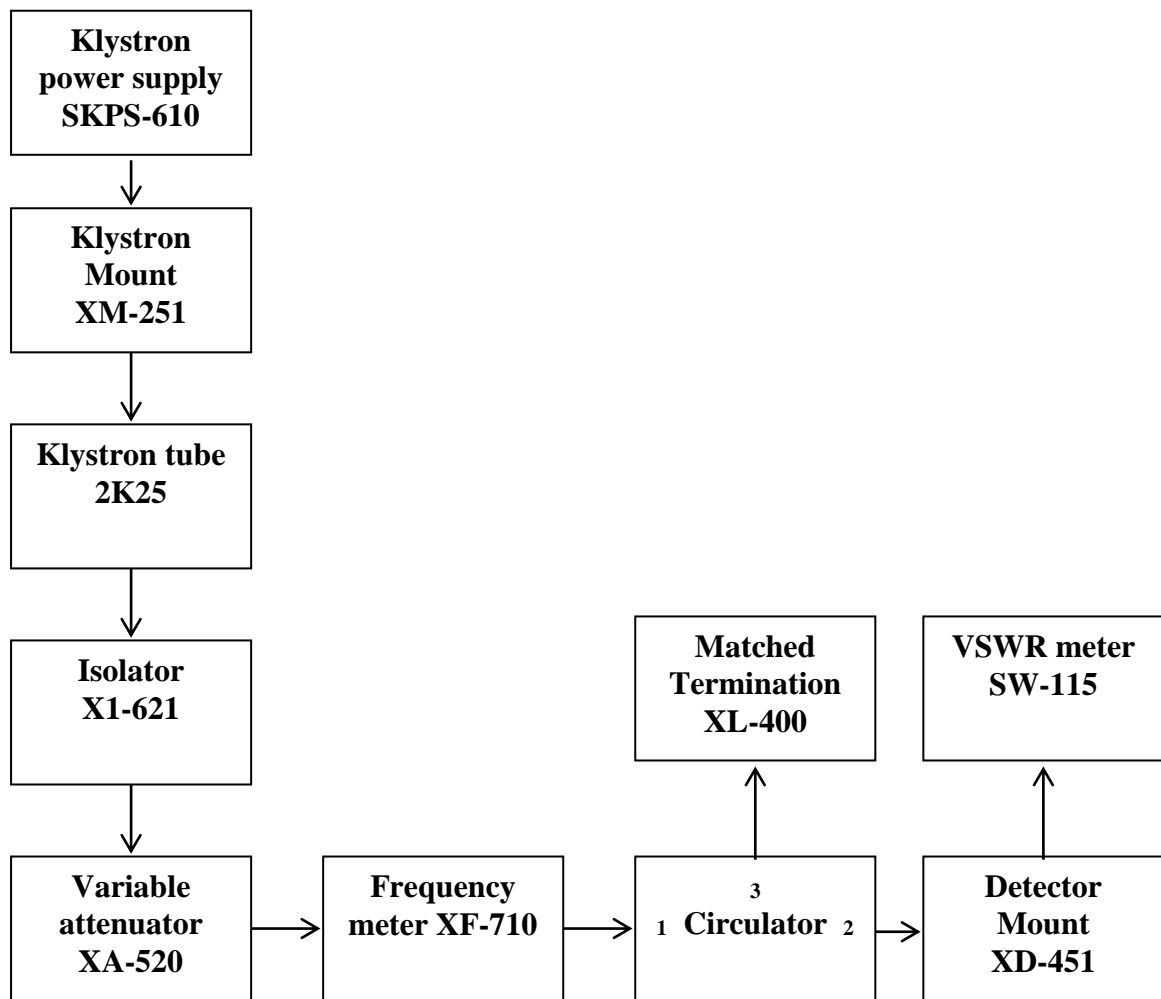 Klystron
power supply
SKPS-610
Klystron
Mount
XM-251
Klystron tube
2K25
Isolator
X1-621
Matched
Termination
XL-400
VSWR meter
SW-115
Variable
attenuator
XA-520
Frequency
meter XF-710
3
1 Circulator 2
Detector
Mount
XD-451